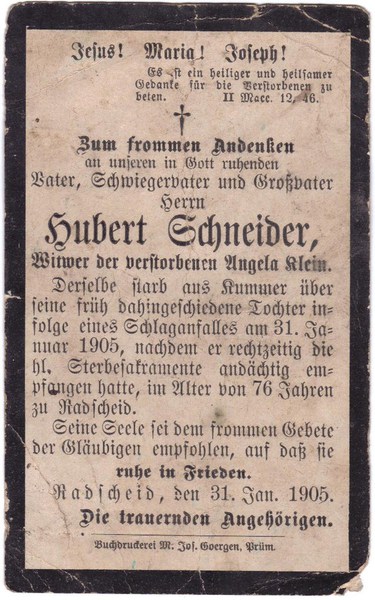 Jesus! Maria! Joseph!
Es ist ein heiliger und heilsamer
Gedanke für die Verstorbenen zu
beten. II Macc. 12, 46.
Zum frommen Andenken
an unseren in Gott ruhenden
Vater, Schwiegervater und Großvater
Herrn
Hubert Schneider,
Witwer der verstorbenen Angela Klein.
Derselbe starb aus Kummer über
seine früh dahingeschiedene Tochter in-
folge eines Schlaganfalles am 31. Ja-
nuar 1905, nachdem er rechtzeitig die
hl. Sterbesakramente andächtig em-
pfangen hatte, im Alter von 76 Jahren
zu Radscheid.
Seine Seele sei dem frommen Gebete
der Gläubigen empfohlen, auf daß sie
ruhe in Frieden.
Radscheid, den 31. Jan. 1905.
Die trauernden Angehörigen.
Buchdruckerei M. Jos. Goergen, Prüm.